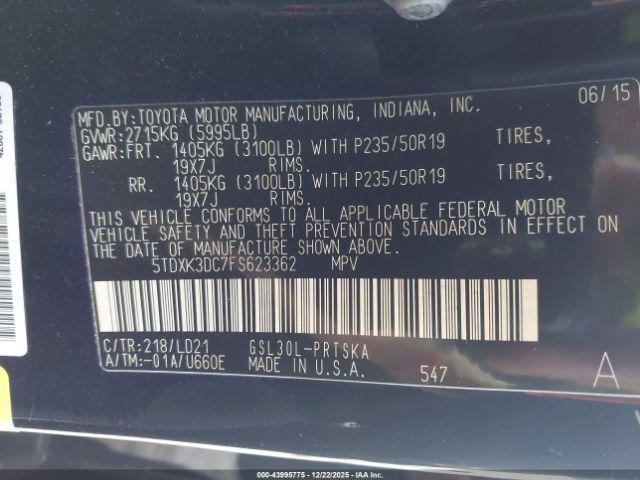 MFD.BY:TOYOTA MOTOR MANUFACTURING, INDIANA, INC. 06/15
GVWR:2715KG (5995LB)
GAWR:FRT. 1405KG (3100LB) WITH P235/50R19 TIRES,
19X7J RIMS.
RR. 1405KG (3100LB) WITH P235/50R19 TIRES,
19X7J RIMS.
THIS VEHICLE CONFORMS TO ALL APPLICABLE FEDERAL MOTOR
VEHICLE SAFETY AND THEFT PREVENTION STANDARDS IN EFFECT ON
THE DATE OF MANUFACTURE SHOWN ABOVE.
5TDXK3DC7FS623362 MPV
C/TR:218/LD21 GSL30L-PRTSKA
A/TM:-01A/U660E MADE IN U.S.A. 547 A
000-43995775 - 12/22/2025 - IAAI.COM